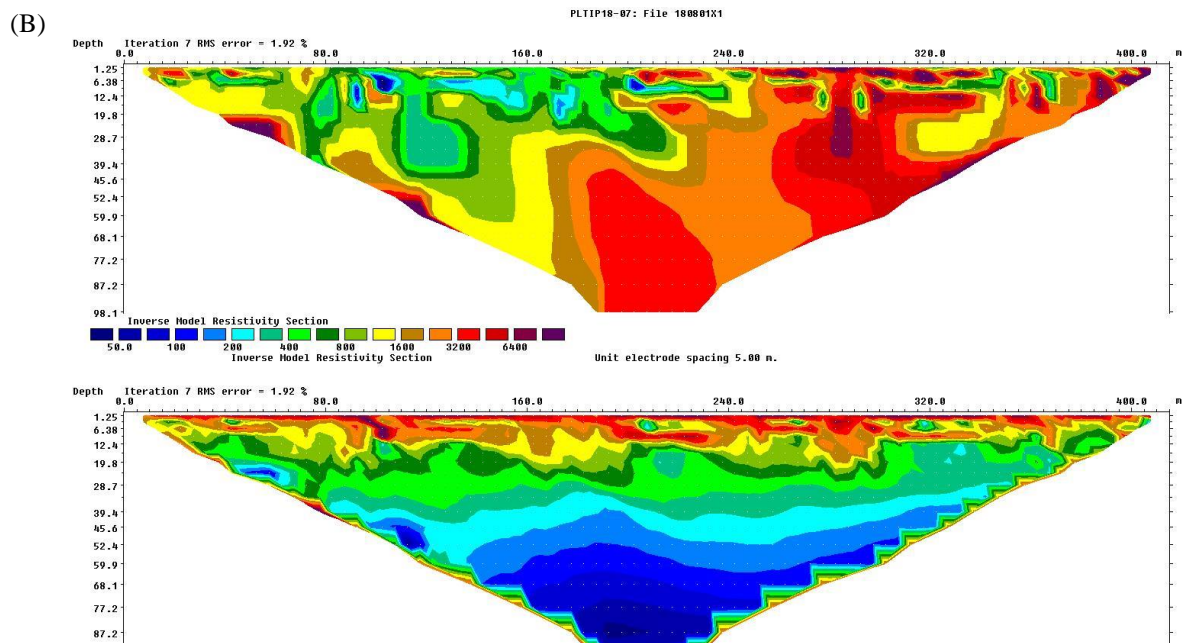 (B)
PLTIP18-07: File 180801X1
Depth Iteration 7 RMS error = 1.92 %
0.0 80.0 160.0 240.0 320.0 400.0 m
1.25
6.38
12.4
19.8
28.7
39.4
45.6
52.4
59.9
68.1
77.2
87.2
98.1
Inverse Model Resistivity Section
50.0 100 200 400 800 1600 3200 6400
Inverse Model Resistivity Section Unit electrode spacing 5.00 m.
Depth Iteration 7 RMS error = 1.92 %
0.0 80.0 160.0 240.0 320.0 400.0 m
1.25
6.38
12.4
19.8
28.7
39.4
45.6
52.4
59.9
68.1
77.2
87.2